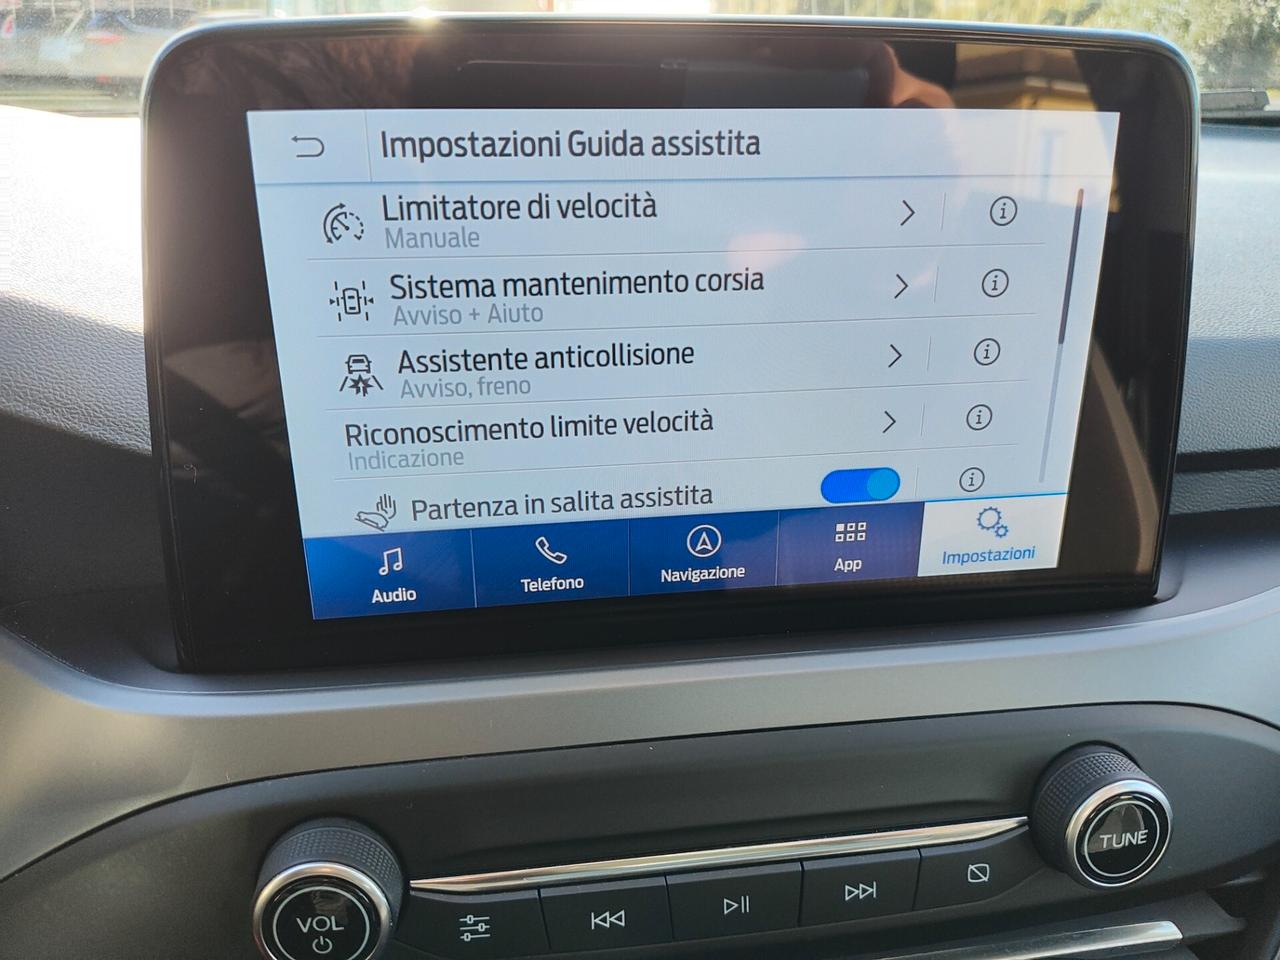 Impostazioni Guida assistita
Limitatore di velocità
Manuale
Sistema mantenimento corsia
Avviso + Aiuto
Assistente anticollisione
Avviso, freno
Riconoscimento limite velocità
Indicazione
Partenza in salita assistita
Audio
Telefono
Navigazione
App
Impostazioni
VOL
TUNE